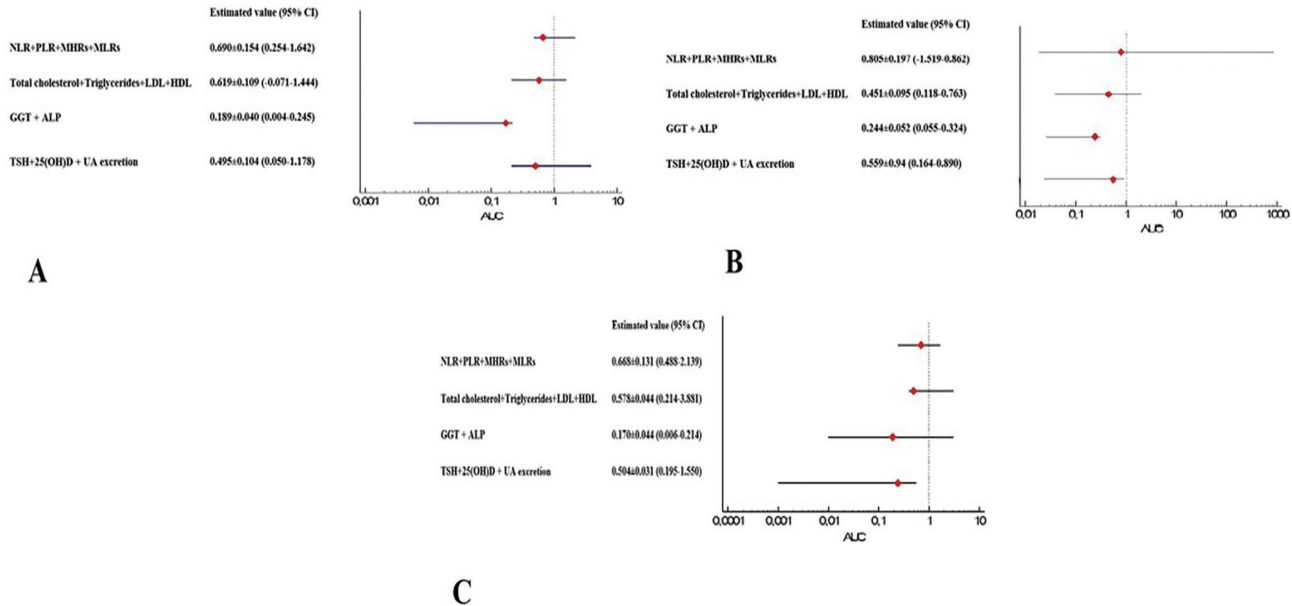 Estimated value (95% CI)
NLR+PLR+MHRs+MLRs 0.690±0.154 (0.254-1.642)
Total cholesterol+Triglycerides+LDL+HDL 0.619±0.109 (-0.071-1.444)
GGT + ALP 0.189±0.040 (0.004-0.245)
TSH+25(OH)D + UA excretion 0.495±0.104 (0.050-1.178)
0,001 0,01 0,1 1 10
AUC
A
Estimated value (95% CI)
NLR+PLR+MHRs+MLRs 0.805±0.197 (-1.519-0.862)
Total cholesterol+Triglycerides+LDL+HDL 0.451±0.095 (0.118-0.763)
GGT + ALP 0.244±0.052 (0.055-0.324)
TSH+25(OH)D + UA excretion 0.559±0.94 (0.164-0.890)
0,01 0,1 1 10 100 1000
AUC
B
Estimated value (95% CI)
NLR+PLR+MHRs+MLRs 0.668±0.131 (0.488-2.139)
Total cholesterol+Triglycerides+LDL+HDL 0.578±0.044 (0.214-3.881)
GGT + ALP 0.170±0.044 (0.006-0.214)
TSH+25(OH)D + UA excretion 0.504±0.031 (0.195-1.550)
0,0001 0,001 0,01 0,1 1 10
AUC
C